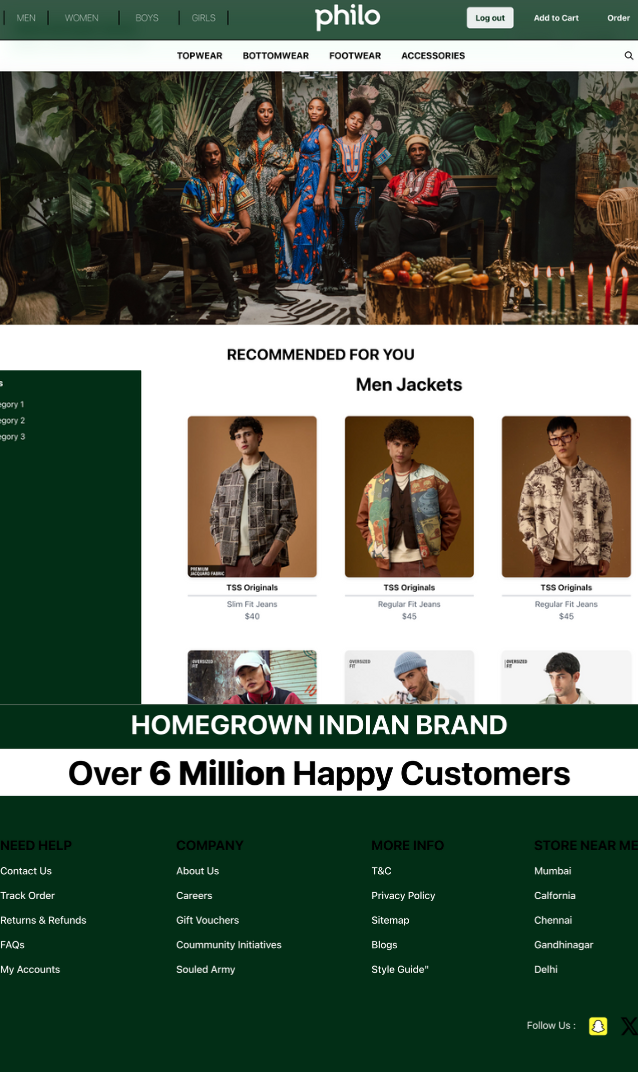 MEN WOMEN BOYS GIRLS philo Log out Add to Cart Order
TOPWEAR BOTTOMWEAR FOOTWEAR ACCESSORIES
RECOMMENDED FOR YOU
Men Jackets
s
egory 1
egory 2
egory 3
PREMIUM
JACQUARD FABRIC
TSS Originals TSS Originals TSS Originals
Slim Fit Jeans Regular Fit Jeans Regular Fit Jeans
$40 $45 $45
OVERSIZED OVERSIZED OVERSIZED
FIT FIT FIT
HOMEGROWN INDIAN BRAND
Over 6 Million Happy Customers
NEED HELP COMPANY MORE INFO STORE NEAR ME
Contact Us About Us T&C Mumbai
Track Order Careers Privacy Policy Calfornia
Returns & Refunds Gift Vouchers Sitemap Chennai
FAQs Coummunity Initiatives Blogs Gandhinagar
My Accounts Souled Army Style Guide" Delhi
Follow Us :